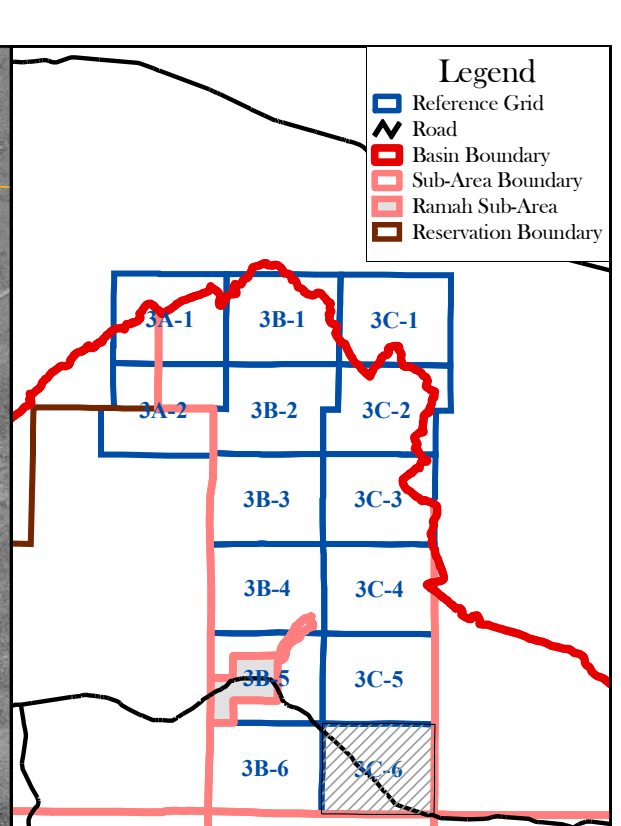 Legend
Reference Grid
Road
Basin Boundary
Sub-Area Boundary
Ramah Sub-Area
Reservation Boundary
3A-1 3B-1 3C-1
3A-2 3B-2 3C-2
3B-3 3C-3
3B-4 3C-4
3B-5 3C-5
3B-6 3C-6